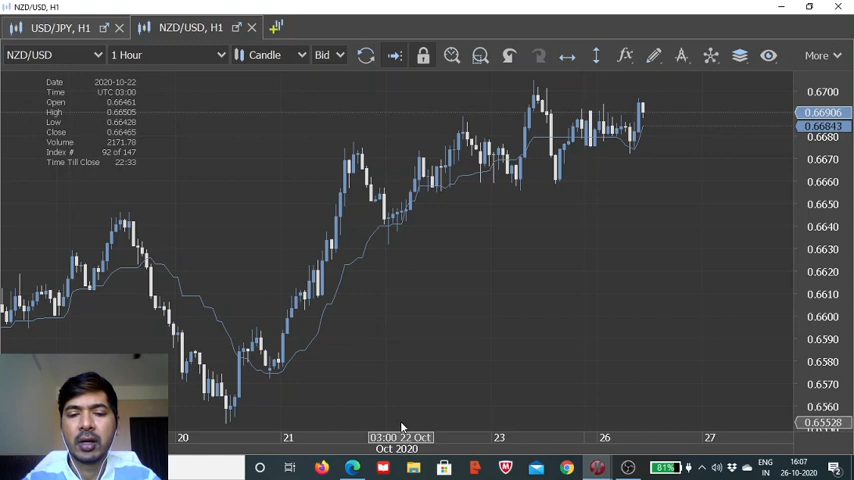 NZD/USD, H1
USD/JPY, H1
NZD/USD, H1
NZD/USD
1 Hour
Candle
Bid
More
Date 2020-10-22
Time UTC 03:00
Open 0.66461
High 0.66505
Low 0.66428
Close 0.66465
Volume 2171.78
Index # 92 of 147
Time Till Close 22:33
0.6700
0.66906
0.66843
0.6680
0.6670
0.6660
0.6650
0.6640
0.6630
0.6620
0.6610
0.6600
0.6590
0.6580
0.6570
0.6560
0.65528
20
21
03:00 22 Oct
23
26
27
Oct 2020
81%
ENG
IN
16:07
26-10-2020
2